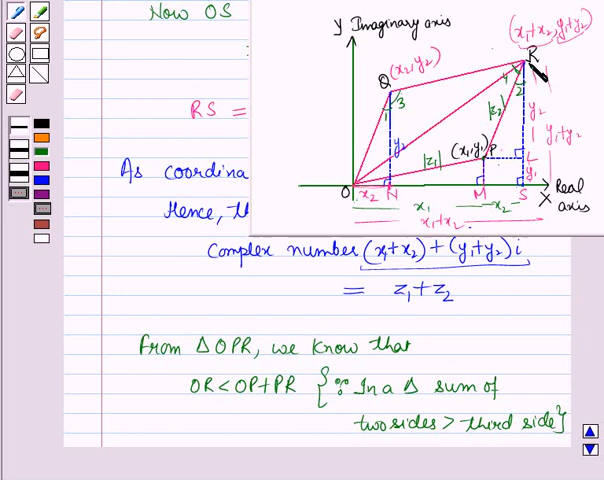 Now OS
RS =
As coordina
Hence, th
Complex number (x1+x2)+(y1+y2)i
= z1+z2
From △OPR, we know that
OR<OP+PR {∵ In a △ sum of
two sides > third side}
Y Imaginary axis
(x1+x2, y1+y2)
R
(x2, y2)
Q
4
2
1
3
|z2|
y2
y1+y2
(x1, y1) P
y2
|z1|
L
y1
O
x2
N
M
S
X
Real axis
x1
x2
x1+x2